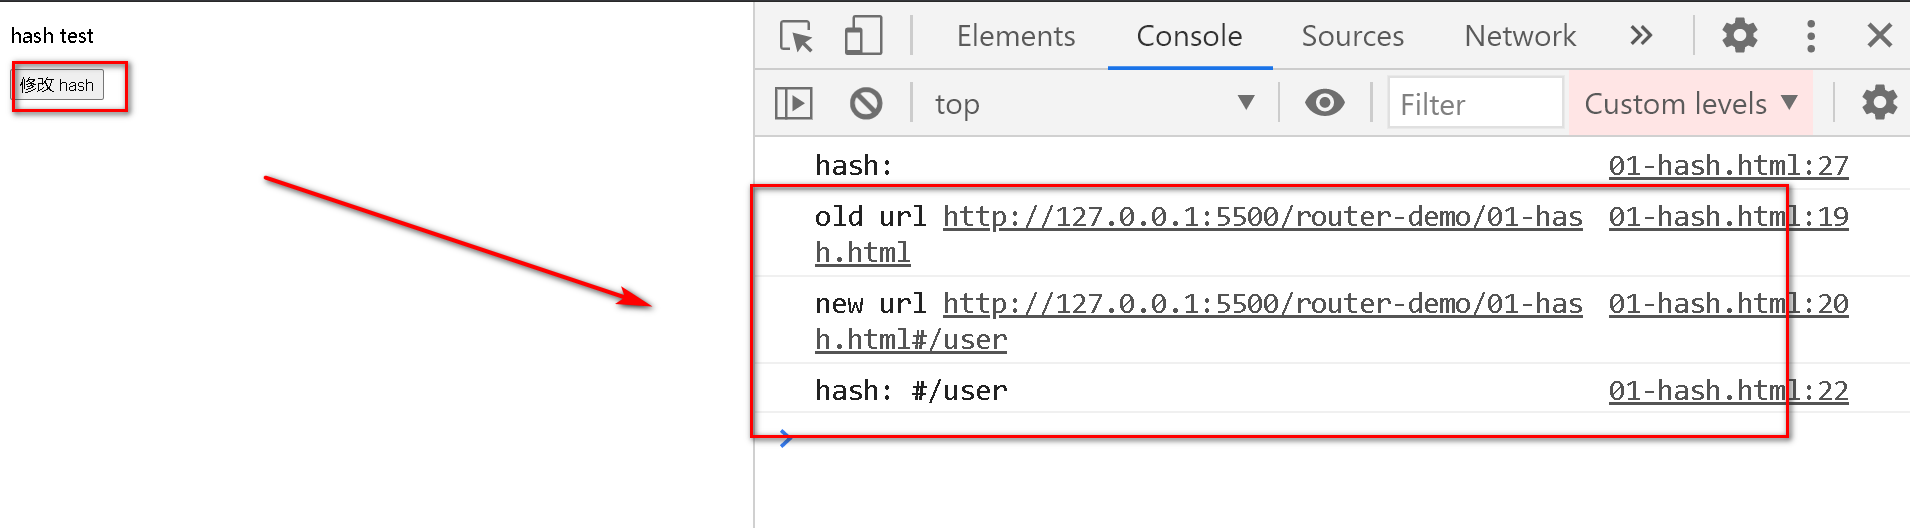 hash test
修改 hash
Elements Console Sources Network
top Filter Custom levels
hash: 01-hash.html:27
old url http://127.0.0.1:5500/router-demo/01-has 01-hash.html:19
h.html
new url http://127.0.0.1:5500/router-demo/01-has 01-hash.html:20
h.html#/user
hash: #/user 01-hash.html:22